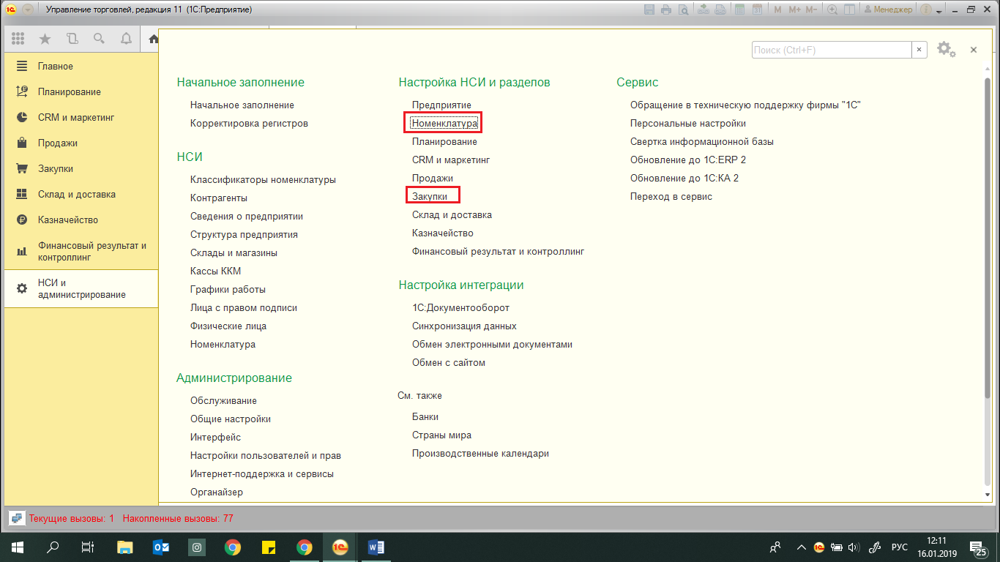 Управление торговлей, редакция 11 (1С:Предприятие)
M M+ M-
31
Менеджер
Поиск (Ctrl+F)
Главное
Планирование
CRM и маркетинг
Продажи
Закупки
Склад и доставка
Казначейство
Финансовый результат и
контроллинг
НСИ и
администрирование
Начальное заполнение
Начальное заполнение
Корректировка регистров
НСИ
Классификаторы номенклатуры
Контрагенты
Сведения о предприятии
Структура предприятия
Склады и магазины
Кассы ККМ
Графики работы
Лица с правом подписи
Физические лица
Номенклатура
Администрирование
Обслуживание
Общие настройки
Интерфейс
Настройки пользователей и прав
Интернет-поддержка и сервисы
Органайзер
Настройка НСИ и разделов
Предприятие
Номенклатура
Планирование
CRM и маркетинг
Продажи
Закупки
Склад и доставка
Казначейство
Финансовый результат и контроллинг
Настройка интеграции
1С:Документооборот
Синхронизация данных
Обмен электронными документами
Обмен с сайтом
См. также
Банки
Страны мира
Производственные календари
Сервис
Обращение в техническую поддержку фирмы "1С"
Персональные настройки
Свертка информационной базы
Обновление до 1С:ERP 2
Обновление до 1С:КА 2
Переход в сервис
Текущие вызовы: 1 Накопленные вызовы: 77
РУС
12:11
16.01.2019
25